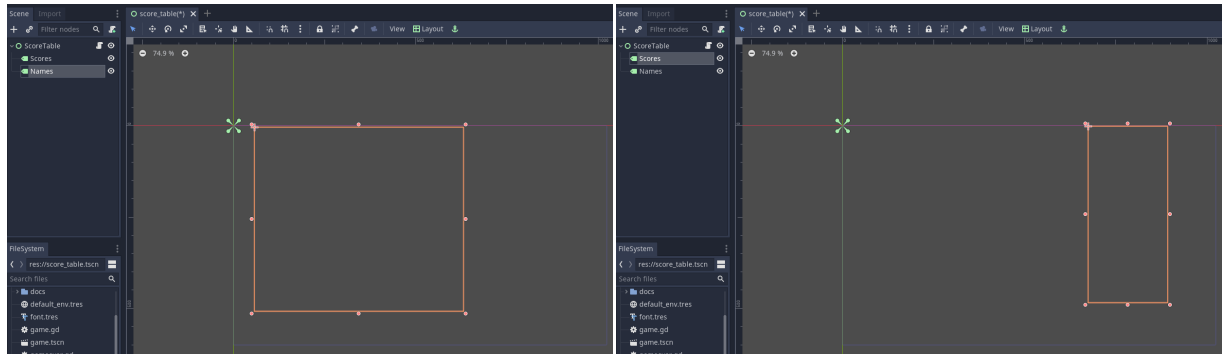 Scene Import
score_table(*)
Filter nodes
View Layout
ScoreTable
Scores
Names
74.9 %
500
FileSystem
res://score_table.tscn
Search files
docs
default_env.tres
font.tres
game.gd
game.tscn
Scene Import
score_table(*)
Filter nodes
View Layout
ScoreTable
Scores
Names
74.9 %
500
FileSystem
res://score_table.tscn
Search files
docs
default_env.tres
font.tres
game.gd
game.tscn